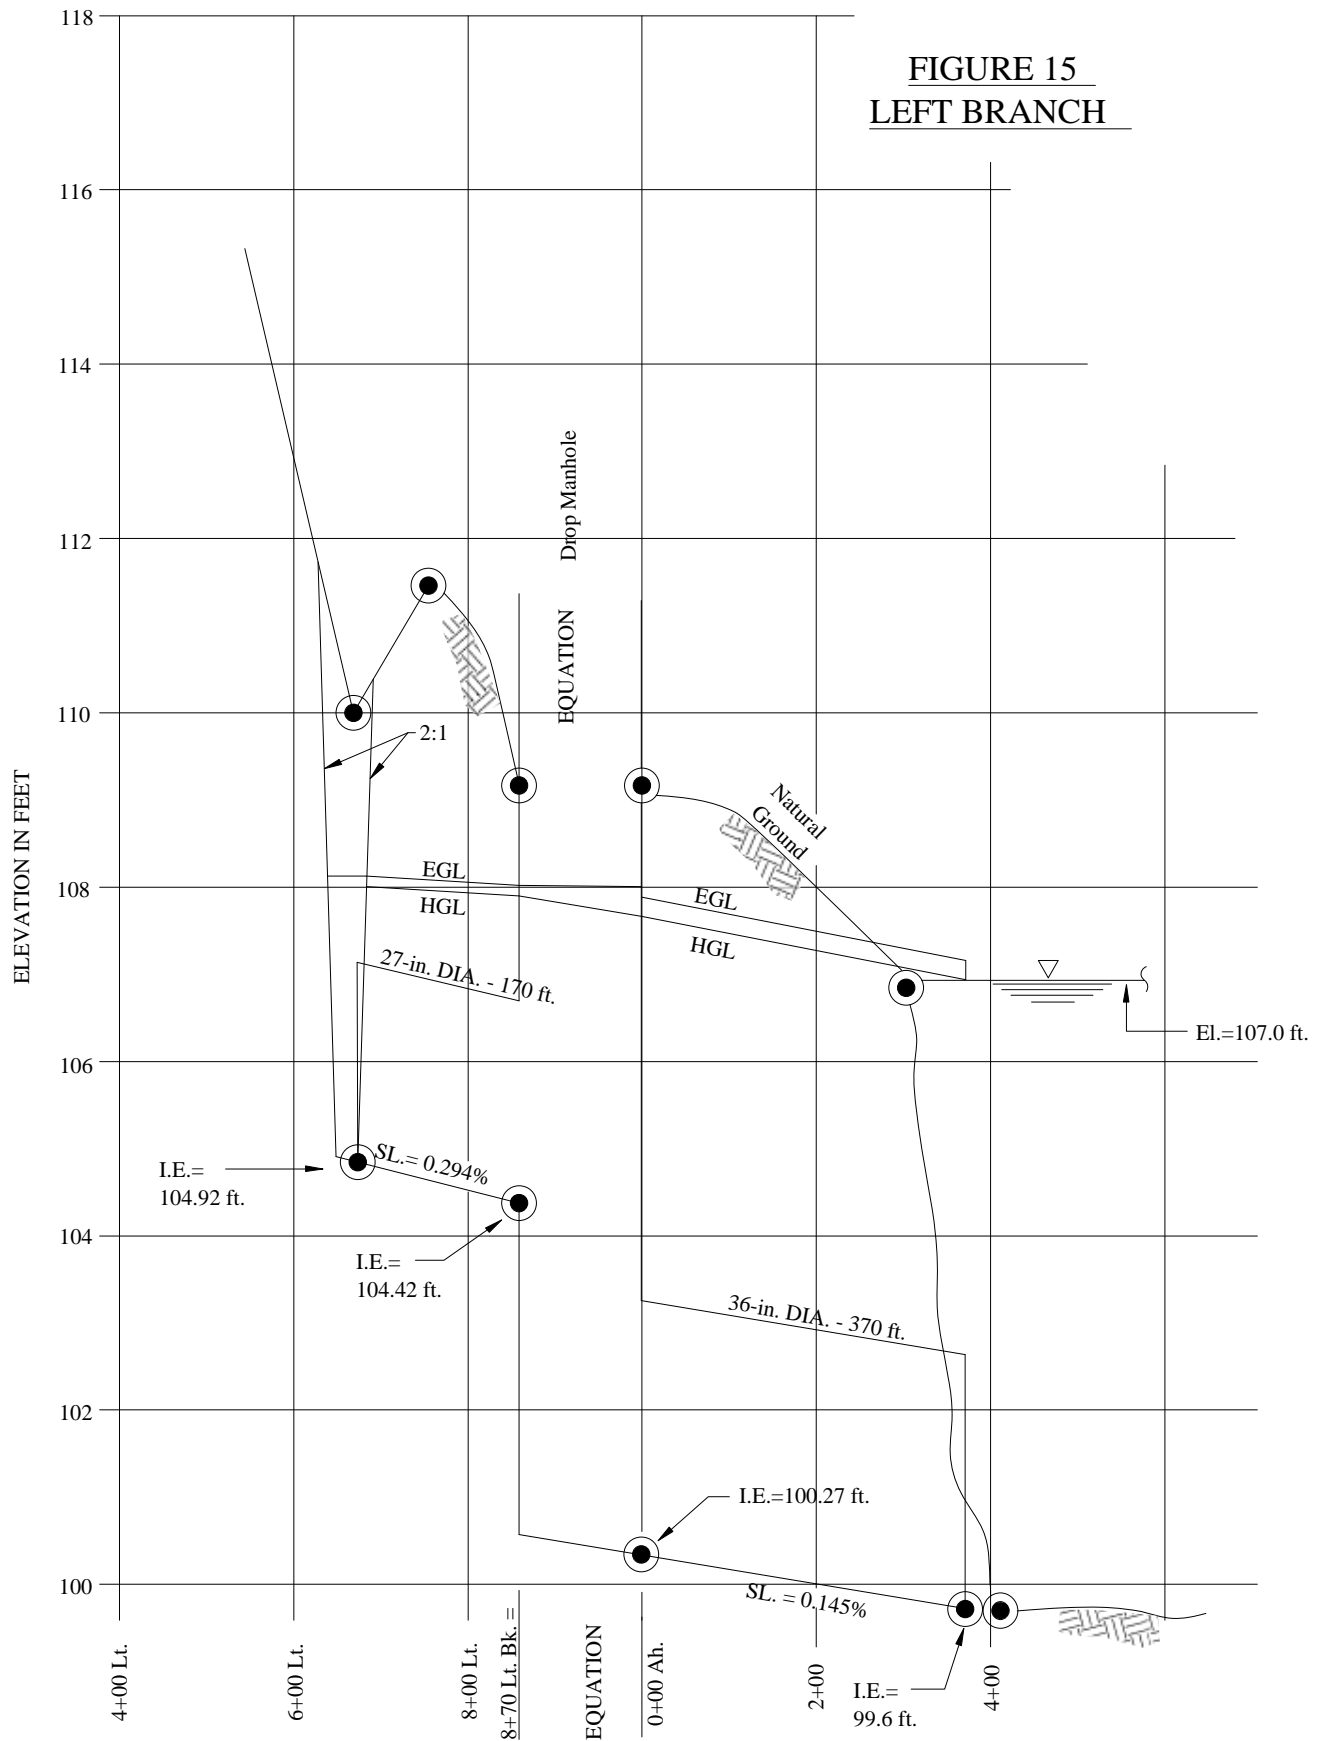 118
FIGURE 15
LEFT BRANCH
116
114
112
Drop Manhole
EQUATION
110
2:1
ELEVATION IN FEET
Natural
Ground
108
EGL
HGL
EGL
HGL
27-in. DIA. - 170 ft.
El.=107.0 ft.
106
I.E.=
104.92 ft.
SL.= 0.294%
104
I.E.=
104.42 ft.
36-in. DIA. - 370 ft.
102
I.E.=100.27 ft.
100
SL. = 0.145%
4+00 Lt.
6+00 Lt.
8+00 Lt.
8+70 Lt. Bk. =
EQUATION
0+00 Ah.
2+00
I.E.=
99.6 ft.
4+00